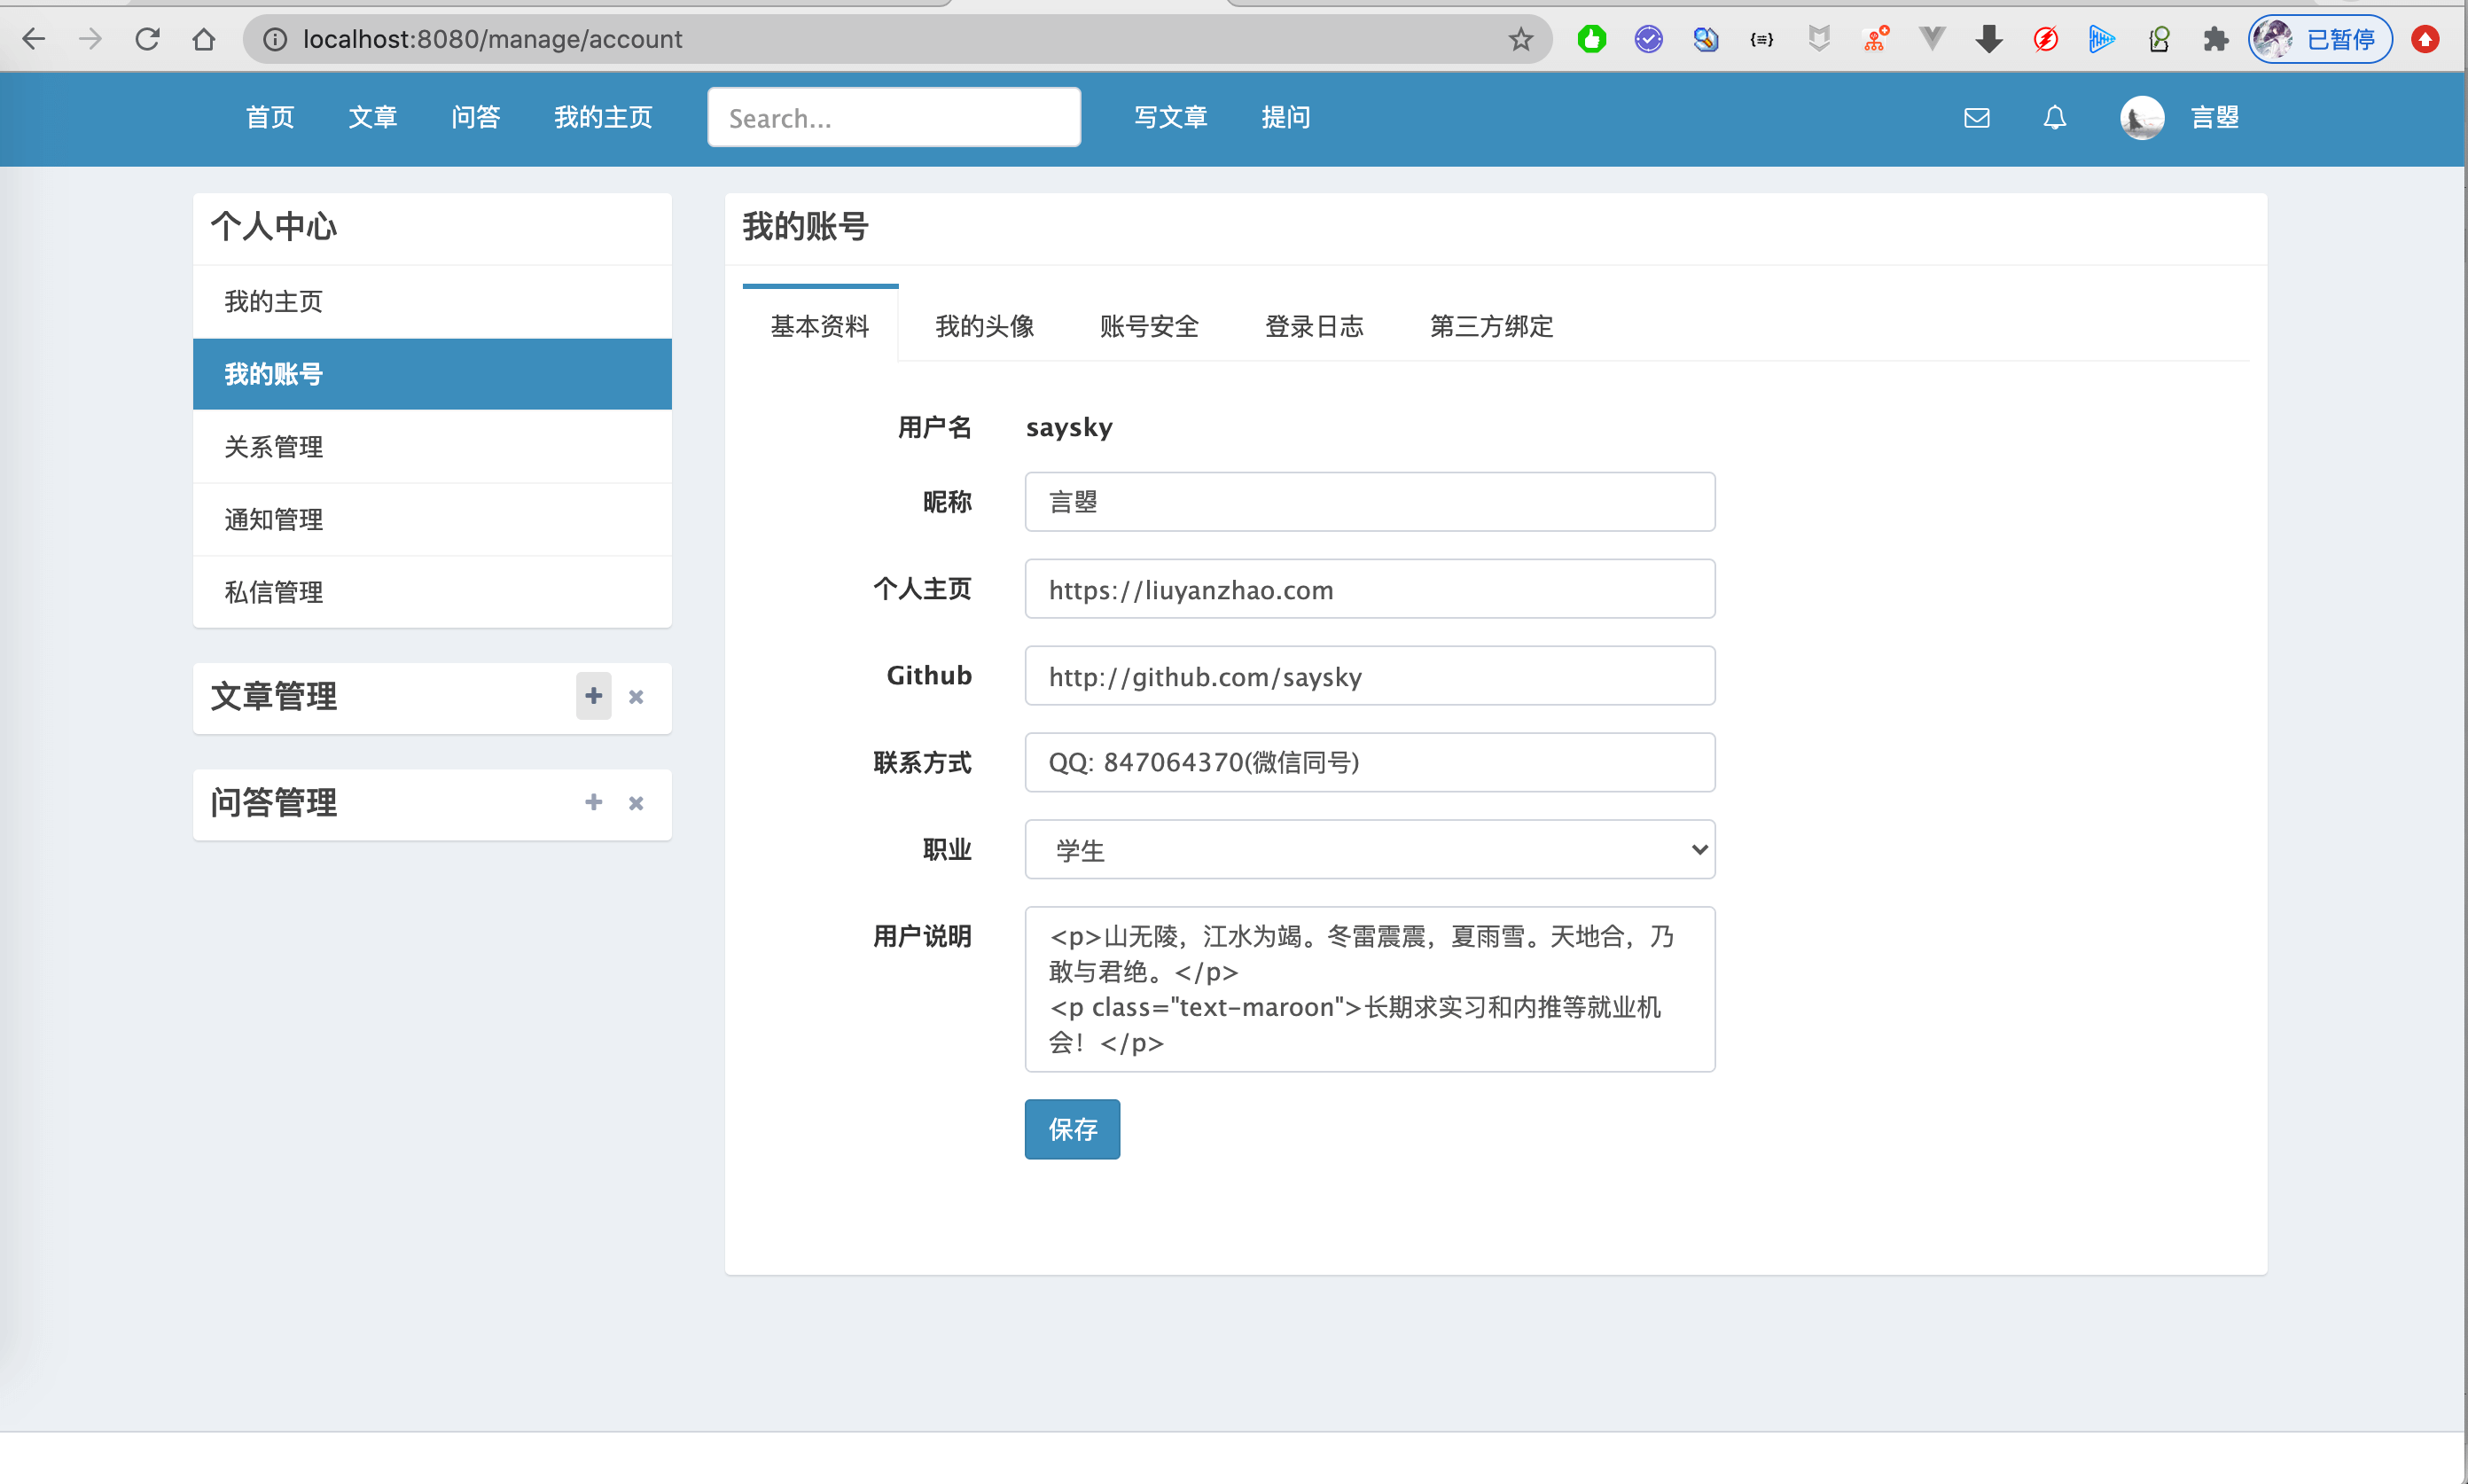 localhost:8080/manage/account
已暂停
首页
文章
问答
我的主页
Search...
写文章
提问
言曌
个人中心
我的主页
我的账号
关系管理
通知管理
私信管理
文章管理
问答管理
我的账号
基本资料
我的头像
账号安全
登录日志
第三方绑定
用户名 saysky
昵称 言曌
个人主页 https://liuyanzhao.com
Github http://github.com/saysky
联系方式 QQ: 847064370(微信同号)
职业 学生
用户说明 <p>山无陵，江水为竭。冬雷震震，夏雨雪。天地合，乃
敢与君绝。</p>
<p class="text-maroon">长期求实习和内推等就业机
会！</p>
保存